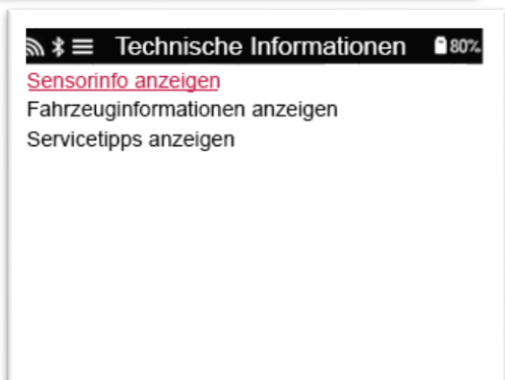 Technische Informationen 80%
Sensorinfo anzeigen
Fahrzeuginformationen anzeigen
Servicetipps anzeigen